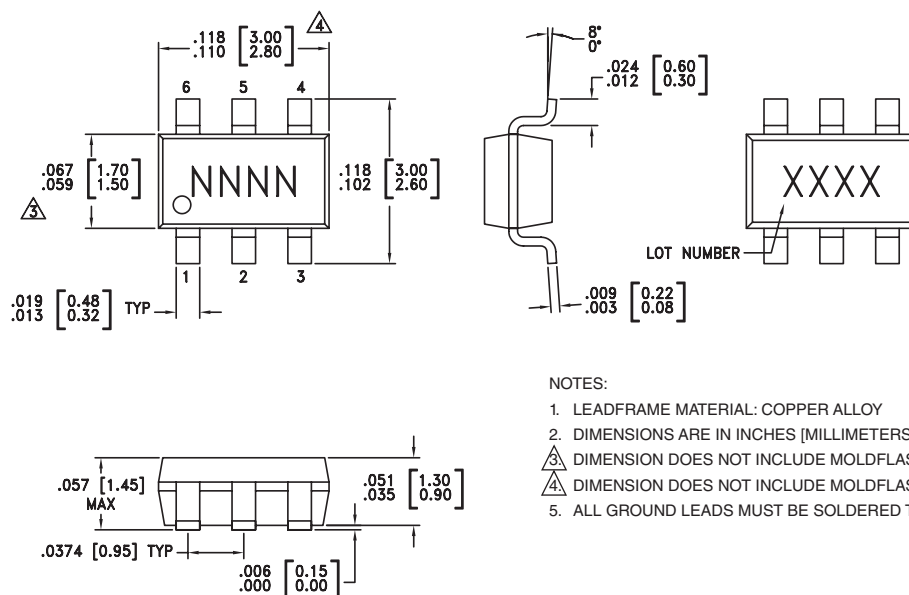 .118 [3.00]
.110 [2.80]
4
6 5 4
.067 [1.70]
.059 [1.50]
3
NNNN
.118 [3.00]
.102 [2.60]
1 2 3
.019 [0.48] TYP
.013 [0.32]
8°
0°
.024 [0.60]
.012 [0.30]
.009 [0.22]
.003 [0.08]
XXXX
LOT NUMBER
.057 [1.45]
MAX
.051 [1.30]
.035 [0.90]
.0374 [0.95] TYP
.006 [0.15]
.000 [0.00]
NOTES:
1. LEADFRAME MATERIAL: COPPER ALLOY
2. DIMENSIONS ARE IN INCHES [MILLIMETERS
3. DIMENSION DOES NOT INCLUDE MOLDFLAS
4. DIMENSION DOES NOT INCLUDE MOLDFLAS
5. ALL GROUND LEADS MUST BE SOLDERED T